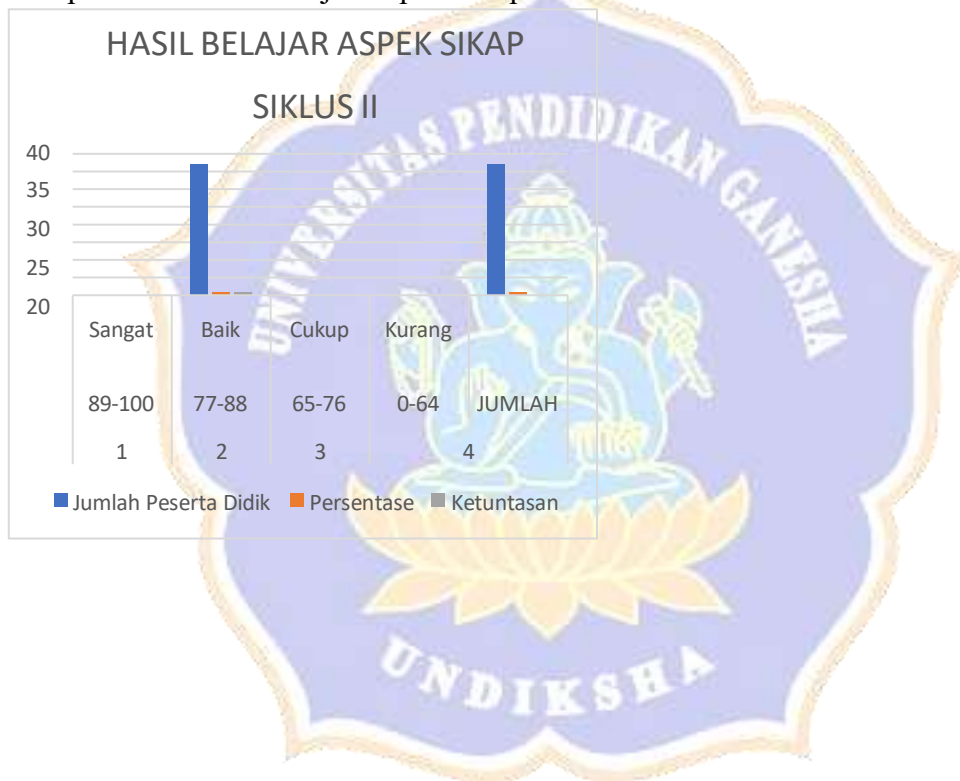 HASIL BELAJAR ASPEK SIKAP
SIKLUS II
40
35
30
25
20
Sangat Baik Cukup Kurang
89-100 77-88 65-76 0-64 JUMLAH
1 2 3 4
Jumlah Peserta Didik Persentase Ketuntasan
UNIVERSITAS PENDIDIKAN GANESHA
UNDIKSHA